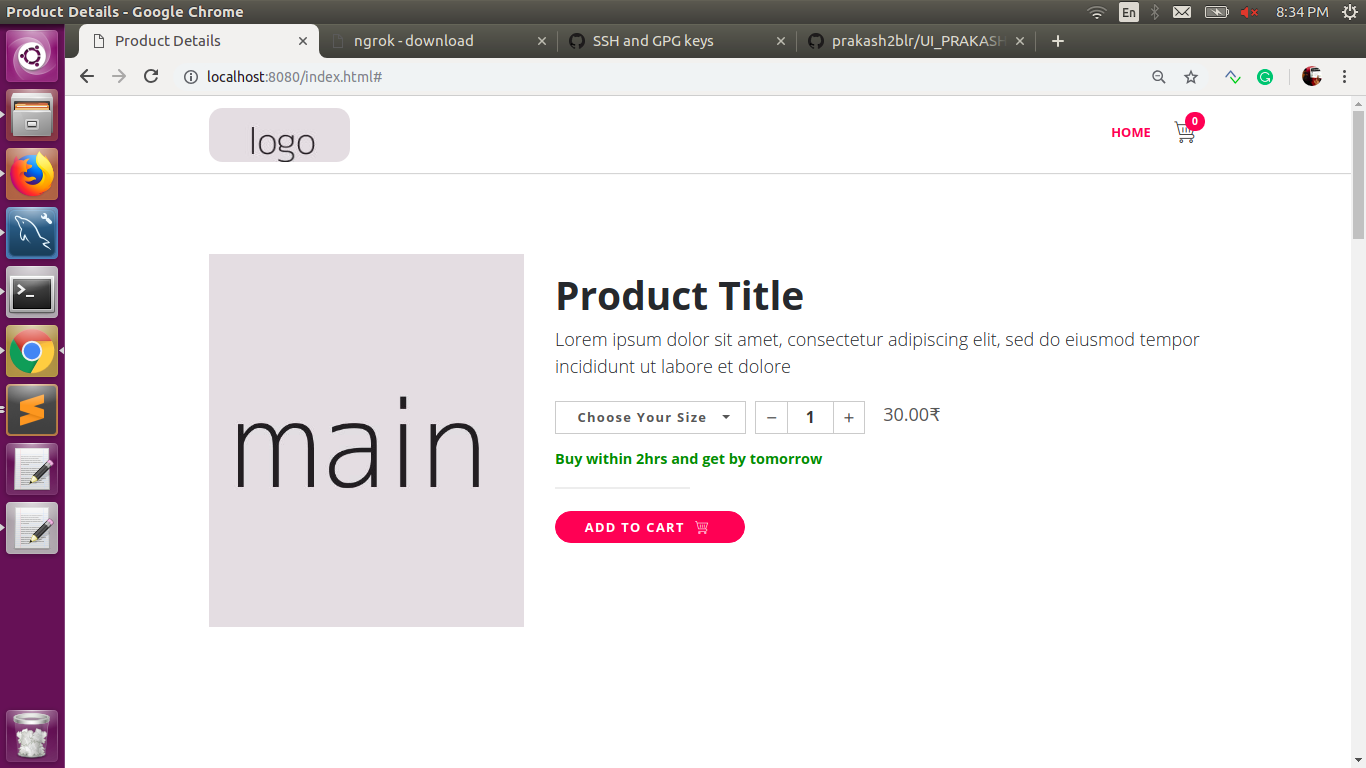 Product Details - Google Chrome
En
8:34 PM
Product Details
ngrok - download
SSH and GPG keys
prakash2blr/UI_PRAKASH
localhost:8080/index.html#
logo
HOME
0
main
Product Title
Lorem ipsum dolor sit amet, consectetur adipiscing elit, sed do eiusmod tempor
incididunt ut labore et dolore
Choose Your Size
− 1 +
30.00₹
Buy within 2hrs and get by tomorrow
ADD TO CART